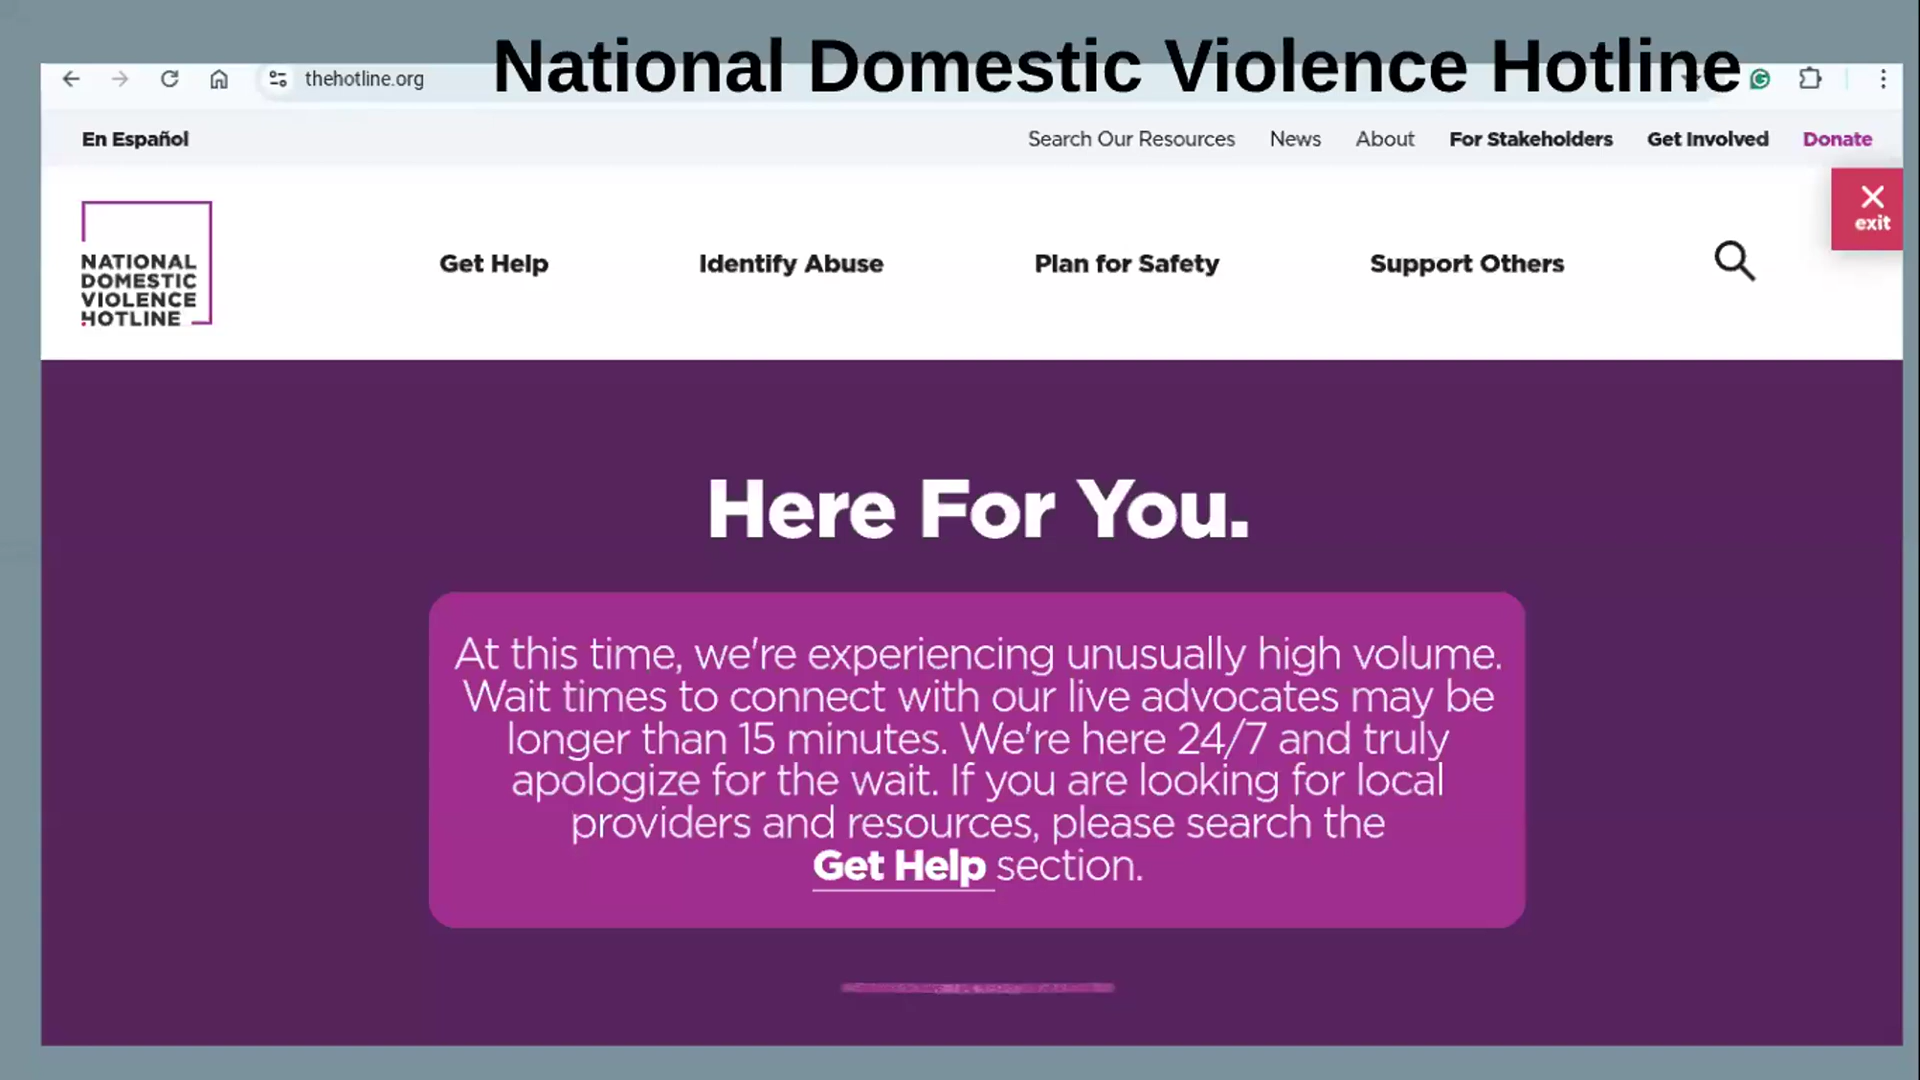 National Domestic Violence Hotline
thehotline.org
En Español
Search Our Resources News About For Stakeholders Get Involved Donate
exit
NATIONAL
DOMESTIC
VIOLENCE
HOTLINE
Get Help Identify Abuse Plan for Safety Support Others
Here For You.
At this time, we're experiencing unusually high volume.
Wait times to connect with our live advocates may be
longer than 15 minutes. We're here 24/7 and truly
apologize for the wait. If you are looking for local
providers and resources, please search the
Get Help section.